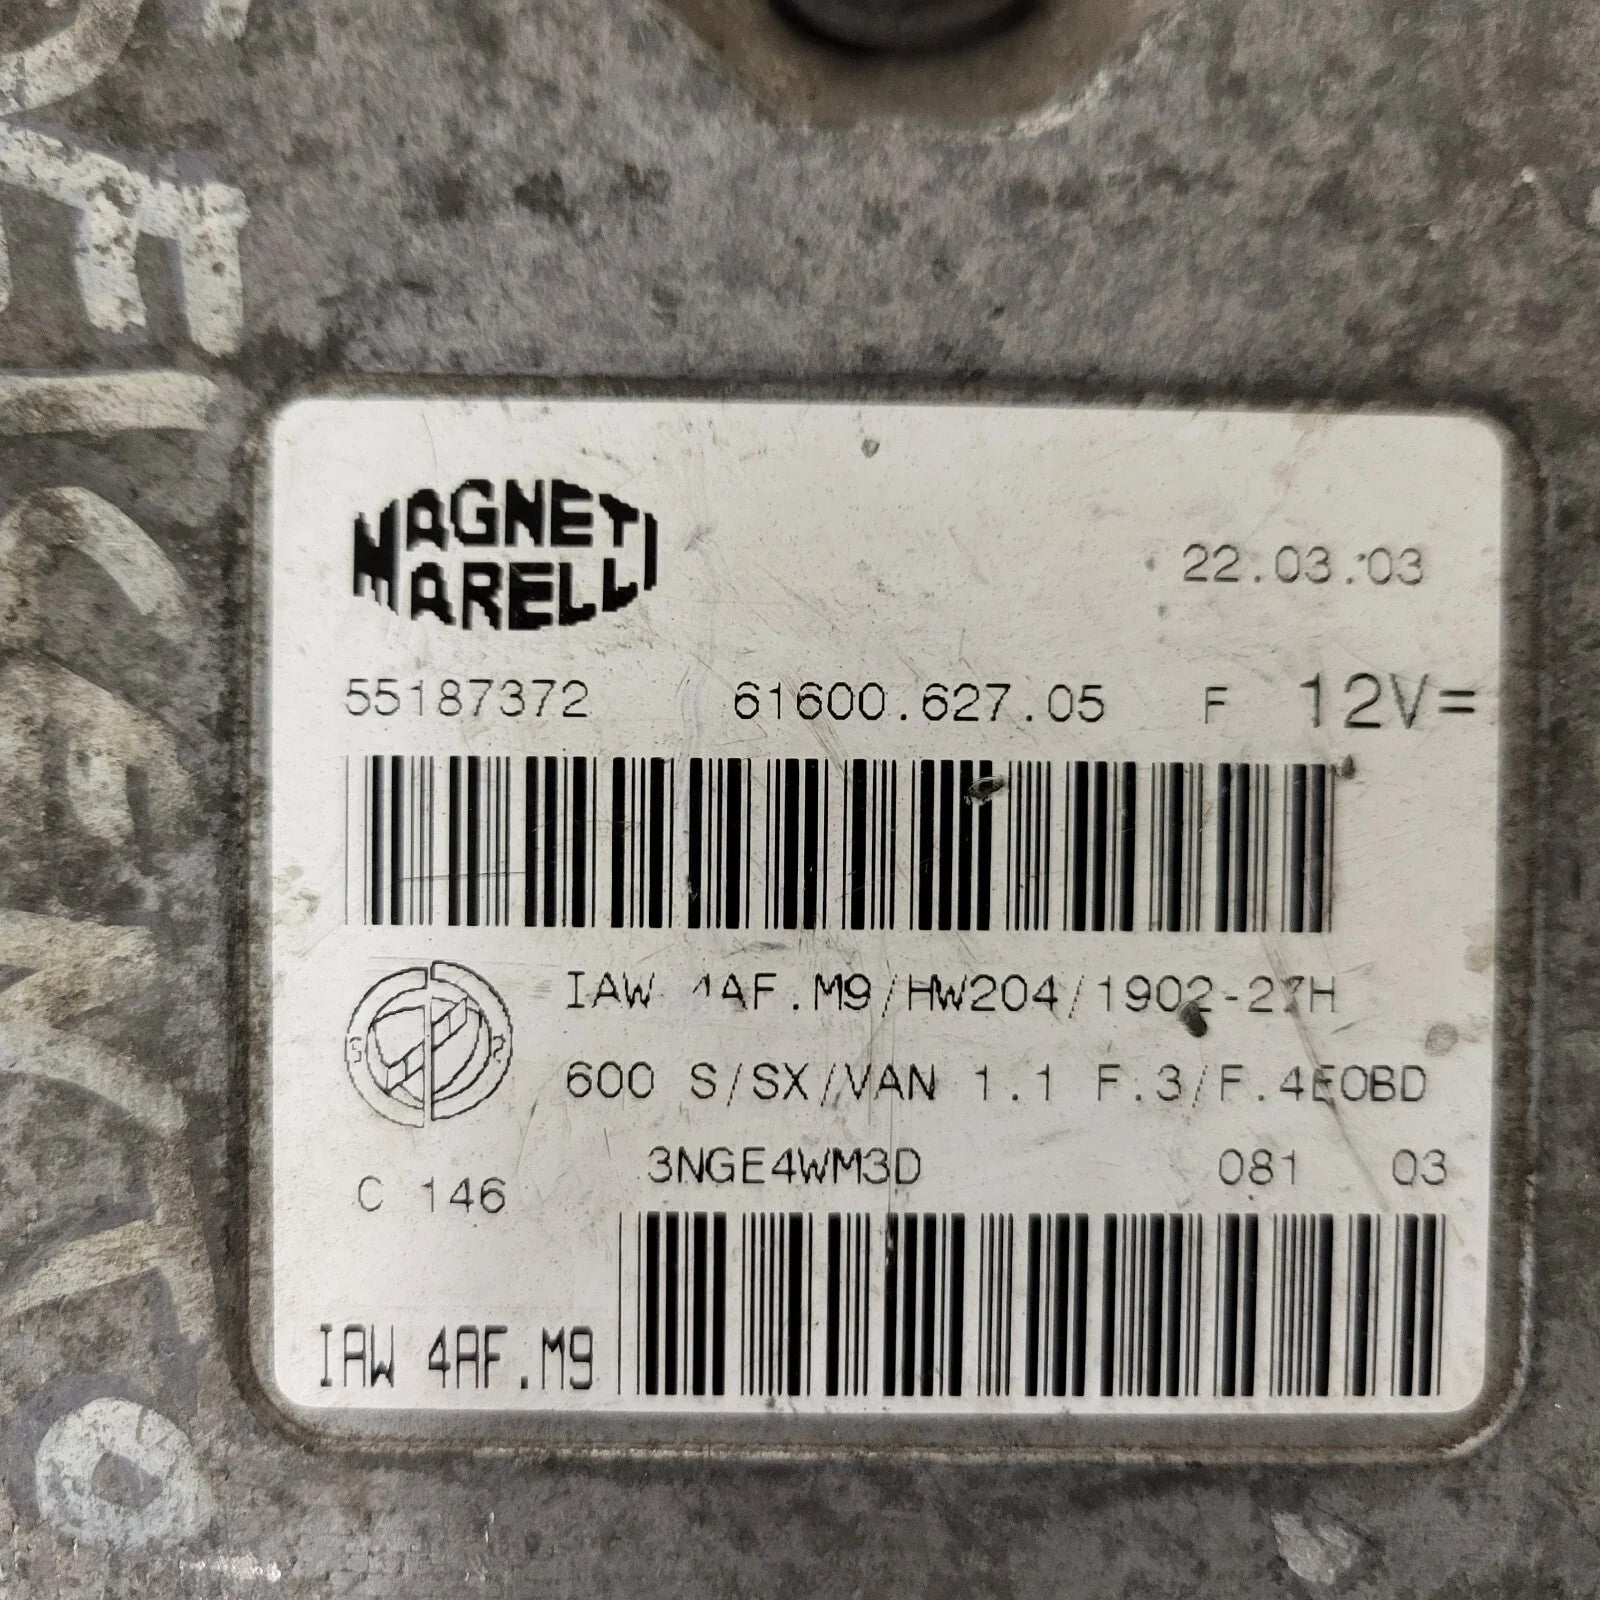 MAGNETI
MARELLI
22.03.03
55187372 61600.627.05 F 12V=
IAW 4AF.M9/HW204/1902-27H
600 S/SX/VAN 1.1 F.3/F.4EOBD
C 146 3NGE4WM3D 081 03
IAW 4AF.M9